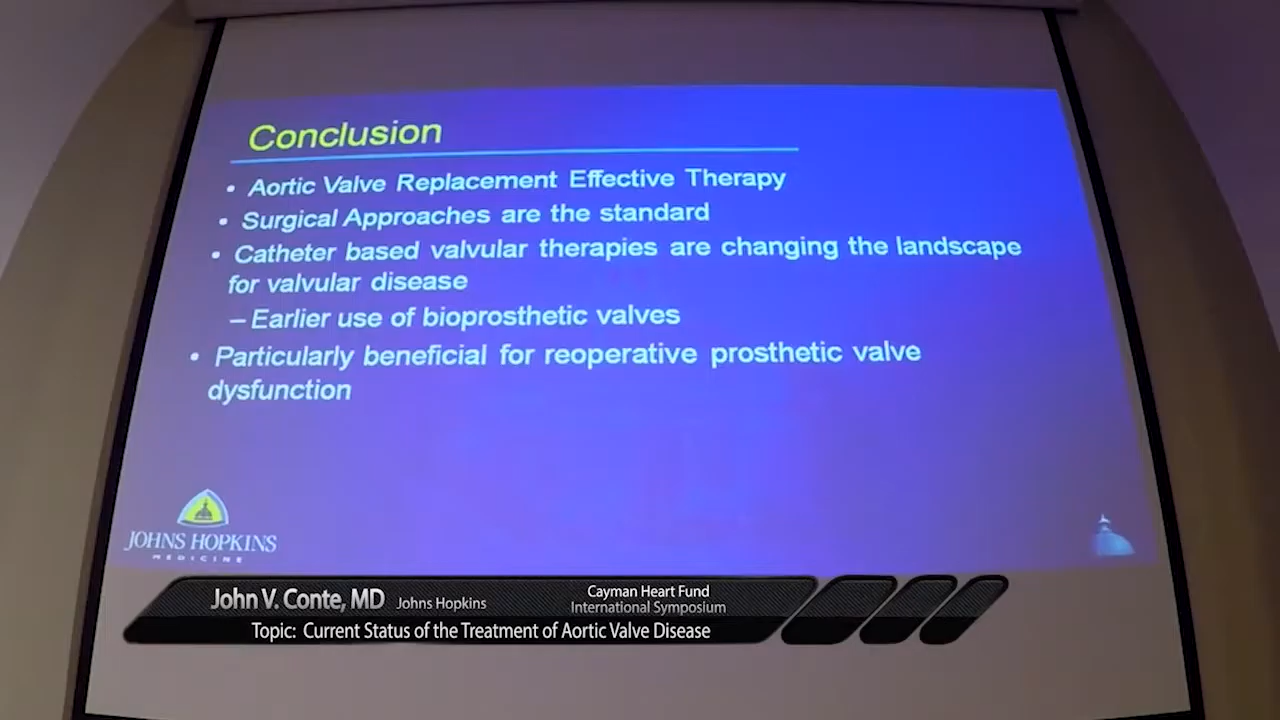 Conclusion
• Aortic Valve Replacement Effective Therapy
• Surgical Approaches are the standard
• Catheter based valvular therapies are changing the landscape
for valvular disease
– Earlier use of bioprosthetic valves
• Particularly beneficial for reoperative prosthetic valve
dysfunction
JOHNS HOPKINS
MEDICINE
John V. Conte, MD Johns Hopkins
Cayman Heart Fund
International Symposium
Topic: Current Status of the Treatment of Aortic Valve Disease